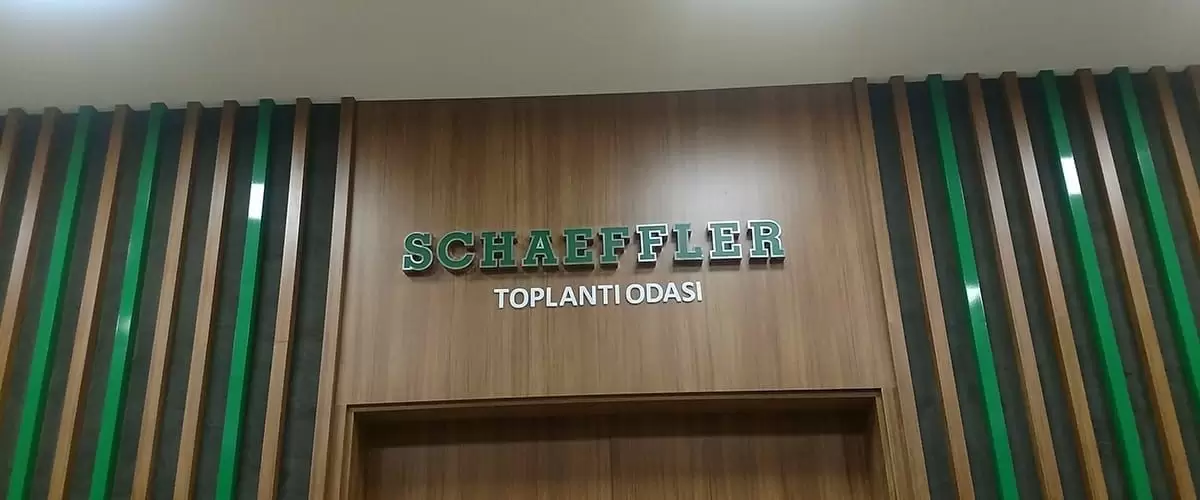 SCHAEFFLER
TOPLANTI ODASI